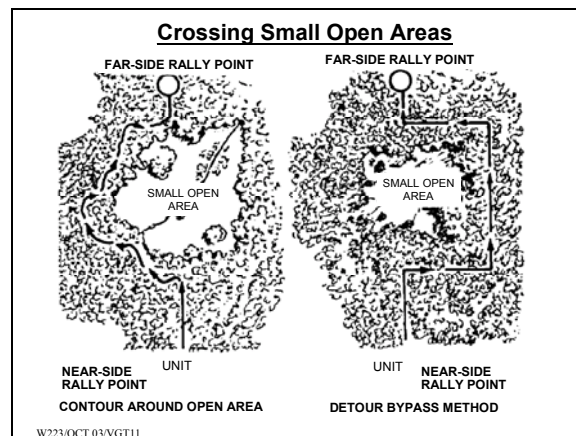 Crossing Small Open Areas
FAR-SIDE RALLY POINT
SMALL OPEN
AREA
UNIT
NEAR-SIDE
RALLY POINT
CONTOUR AROUND OPEN AREA
FAR-SIDE RALLY POINT
SMALL OPEN
AREA
UNIT
NEAR-SIDE
RALLY POINT
DETOUR BYPASS METHOD
W223/OCT 03/VGT11